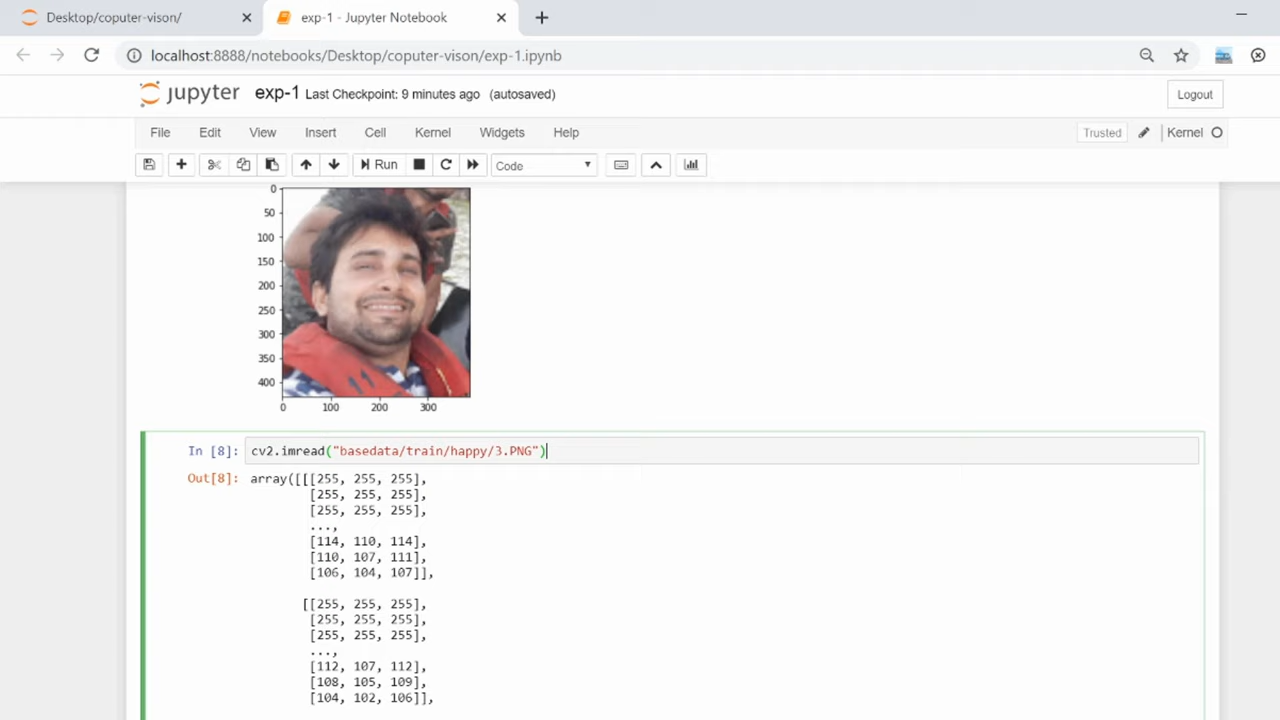 Desktop/coputer-vison/
exp-1 - Jupyter Notebook
localhost:8888/notebooks/Desktop/coputer-vison/exp-1.ipynb
jupyter exp-1 Last Checkpoint: 9 minutes ago (autosaved)
Logout
File Edit View Insert Cell Kernel Widgets Help
Trusted Kernel
Run Code
0
50
100
150
200
250
300
350
400
0 100 200 300
In [8]: cv2.imread("basedata/train/happy/3.PNG")
Out[8]: array([[[255, 255, 255],
[255, 255, 255],
[255, 255, 255],
...,
[114, 110, 114],
[110, 107, 111],
[106, 104, 107]],
[[255, 255, 255],
[255, 255, 255],
[255, 255, 255],
...,
[112, 107, 112],
[108, 105, 109],
[104, 102, 106]],